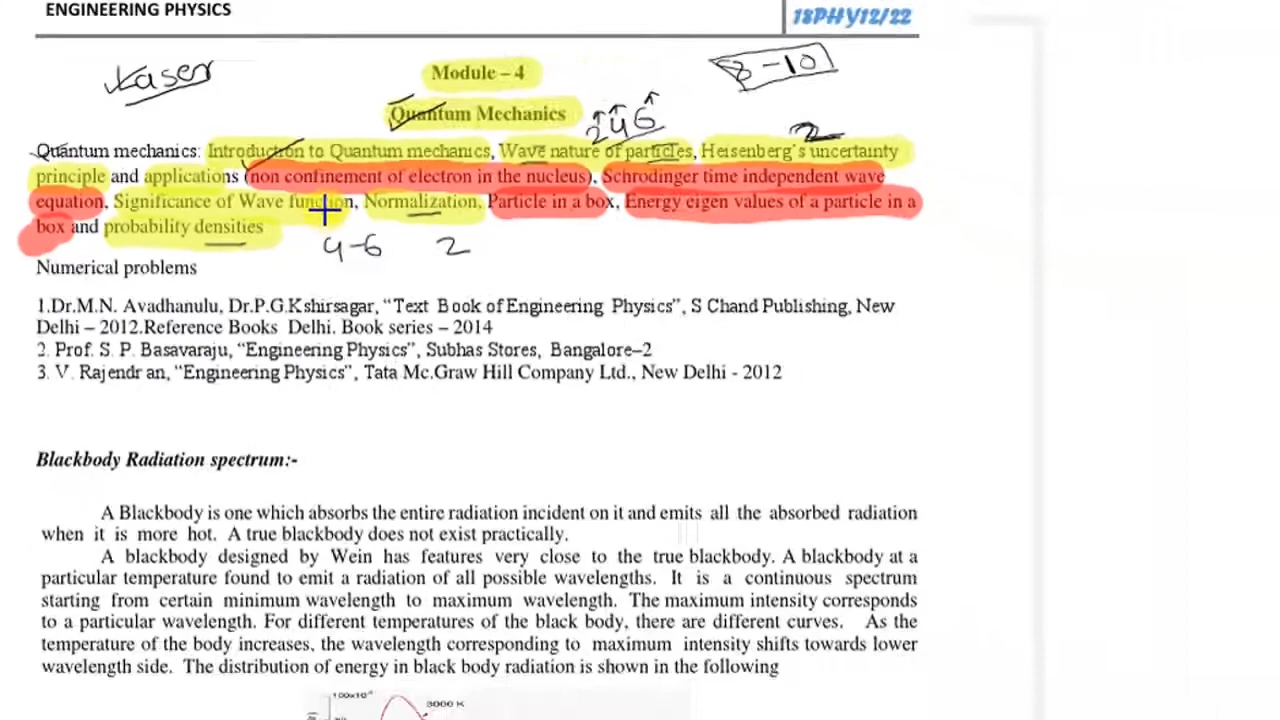 ENGINEERING PHYSICS
18PHY12/22
Laser
Module – 4
8-10
Quantum Mechanics
2 4 6
2
Quantum mechanics: Introduction to Quantum mechanics, Wave nature of particles, Heisenberg's uncertainty
principle and applications (non confinement of electron in the nucleus), Schrodinger time independent wave
equation, Significance of Wave function, Normalization, Particle in a box, Energy eigen values of a particle in a
box and probability densities
4-6
2
Numerical problems
1.Dr.M.N. Avadhanulu, Dr.P.G.Kshirsagar, "Text Book of Engineering Physics", S Chand Publishing, New
Delhi – 2012.Reference Books Delhi. Book series – 2014
2. Prof. S. P. Basavaraju, "Engineering Physics", Subhas Stores, Bangalore–2
3. V. Rajendr an, "Engineering Physics", Tata Mc.Graw Hill Company Ltd., New Delhi - 2012
Blackbody Radiation spectrum:-
A Blackbody is one which absorbs the entire radiation incident on it and emits all the absorbed radiation
when it is more hot. A true blackbody does not exist practically.
A blackbody designed by Wein has features very close to the true blackbody. A blackbody at a
particular temperature found to emit a radiation of all possible wavelengths. It is a continuous spectrum
starting from certain minimum wavelength to maximum wavelength. The maximum intensity corresponds
to a particular wavelength. For different temperatures of the black body, there are different curves. As the
temperature of the body increases, the wavelength corresponding to maximum intensity shifts towards lower
wavelength side. The distribution of energy in black body radiation is shown in the following
3000 K